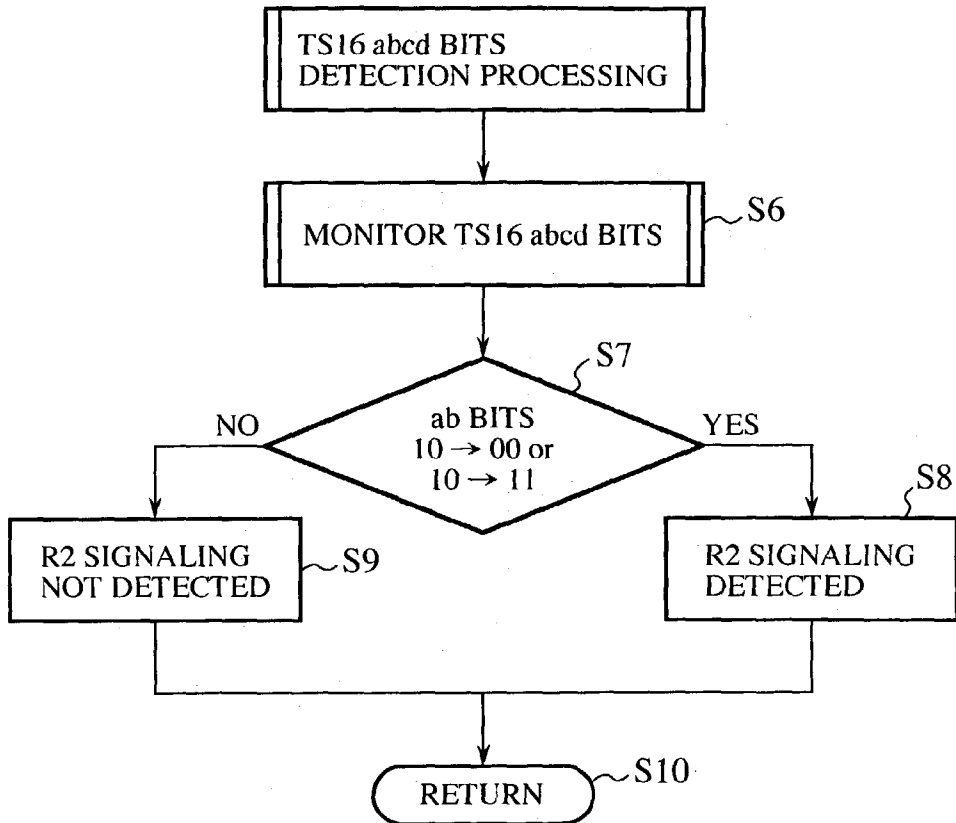 TS16 abcd BITS
DETECTION PROCESSING
MONITOR TS16 abcd BITS
S6
S7
NO
ab BITS
10 → 00 or
10 → 11
YES
S8
R2 SIGNALING
NOT DETECTED
S9
R2 SIGNALING
DETECTED
RETURN
S10